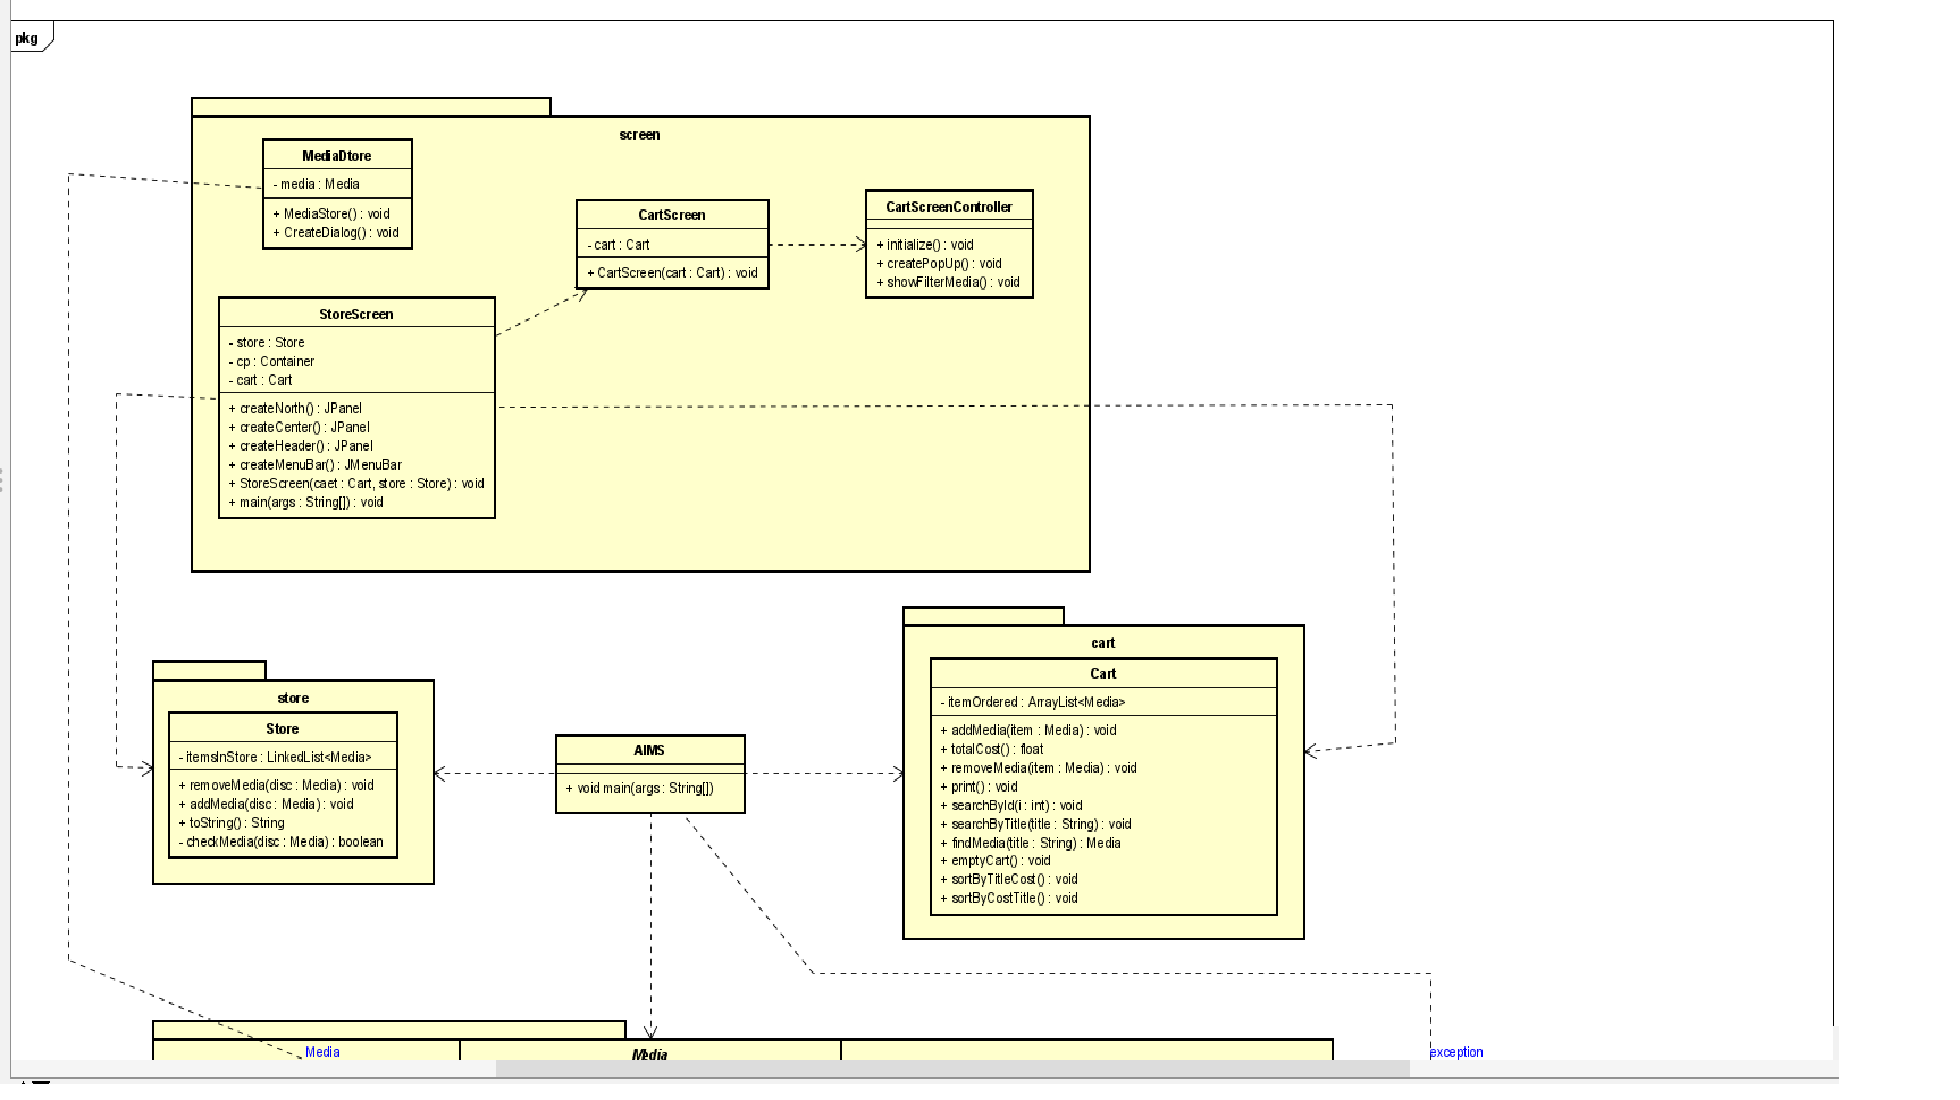 pkg
screen
MediaDtore
- media : Media
+ MediaStore() : void
+ CreateDialog() : void
CartScreen
- cart : Cart
+ CartScreen(cart : Cart) : void
CartScreenController
+ initialize() : void
+ createPopUp() : void
+ showFilterMedia() : void
StoreScreen
- store : Store
- cp : Container
- cart : Cart
+ createNorth() : JPanel
+ createCenter() : JPanel
+ createHeader() : JPanel
+ createMenuBar() : JMenuBar
+ StoreScreen(caet : Cart, store : Store) : void
+ main(args : String[]) : void
store
Store
- itemsInStore : LinkedList<Media>
+ removeMedia(disc : Media) : void
+ addMedia(disc : Media) : void
+ toString() : String
- checkMedia(disc : Media) : boolean
AIMS
+ void main(args : String[])
cart
Cart
- itemOrdered : ArrayList<Media>
+ addMedia(item : Media) : void
+ totalCost() : float
+ removeMedia(item : Media) : void
+ print() : void
+ searchById(i : int) : void
+ searchByTitle(title : String) : void
+ findMedia(title : String) : Media
+ emptyCart() : void
+ sortByTitleCost() : void
+ sortByCostTitle() : void
Media
Media
exception